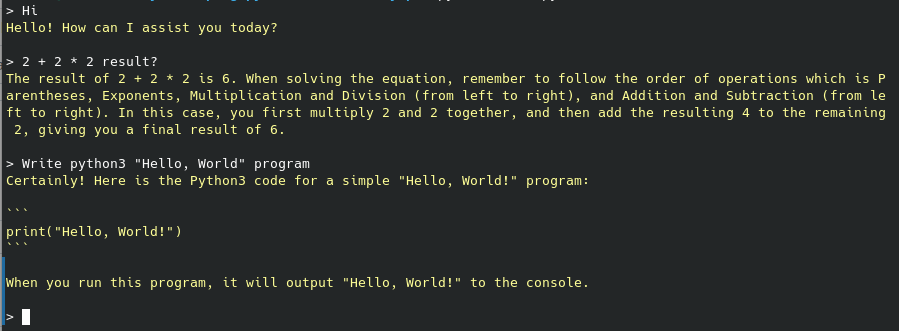 > Hi
Hello! How can I assist you today?
> 2 + 2 * 2 result?
The result of 2 + 2 * 2 is 6. When solving the equation, remember to follow the order of operations which is P
arentheses, Exponents, Multiplication and Division (from left to right), and Addition and Subtraction (from le
ft to right). In this case, you first multiply 2 and 2 together, and then add the resulting 4 to the remaining
 2, giving you a final result of 6.
> Write python3 "Hello, World" program
Certainly! Here is the Python3 code for a simple "Hello, World!" program:
```
print("Hello, World!")
```
When you run this program, it will output "Hello, World!" to the console.
>